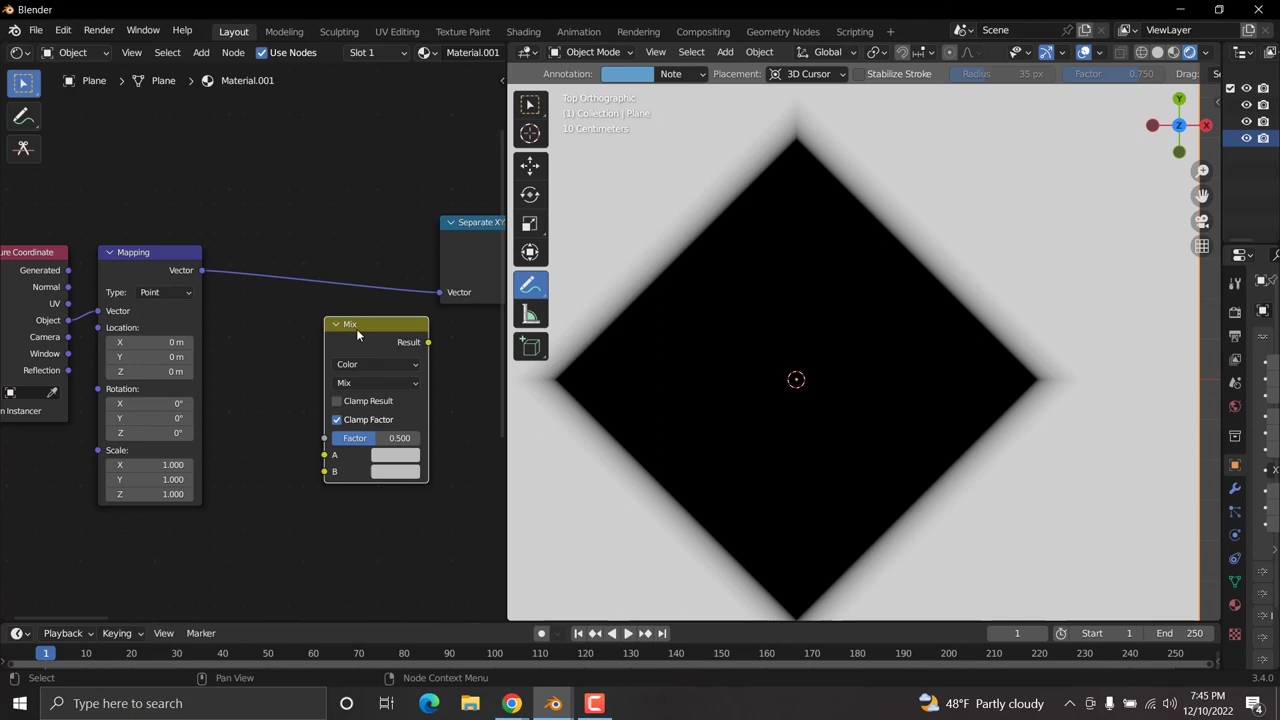 Blender
File Edit Render Window Help Layout Modeling Sculpting UV Editing Texture Paint Shading Animation Rendering Compositing Geometry Nodes Scripting Scene ViewLayer
Object View Select Add Node Use Nodes Slot 1 Material.001
Object Mode View Select Add Object Global
Plane Plane Material.001
Annotation: Note Placement: 3D Cursor Stabilize Stroke Radius 35 px Factor 0.750 Drag:
Top Orthographic
(1) Collection | Plane
10 Centimeters
Y
Z
X
Separate XY
Vector
ure Coordinate
Generated
Normal
UV
Object
Camera
Window
Reflection
n Instancer
Mapping
Vector
Type: Point
Vector
Location:
X 0 m
Y 0 m
Z 0 m
Rotation:
X 0°
Y 0°
Z 0°
Scale:
X 1.000
Y 1.000
Z 1.000
Mix
Result
Color
Mix
Clamp Result
Clamp Factor
Factor 0.500
A
B
Playback Keying View Marker 1 Start 1 End 250
1 10 20 30 40 50 60 70 80 90 100 110 120 130 140 150 160 170 180 190 200 210 220 230 240 250
Select Pan View Node Context Menu 3.4.0
Type here to search 48°F Partly cloudy 7:45 PM
12/10/2022 4